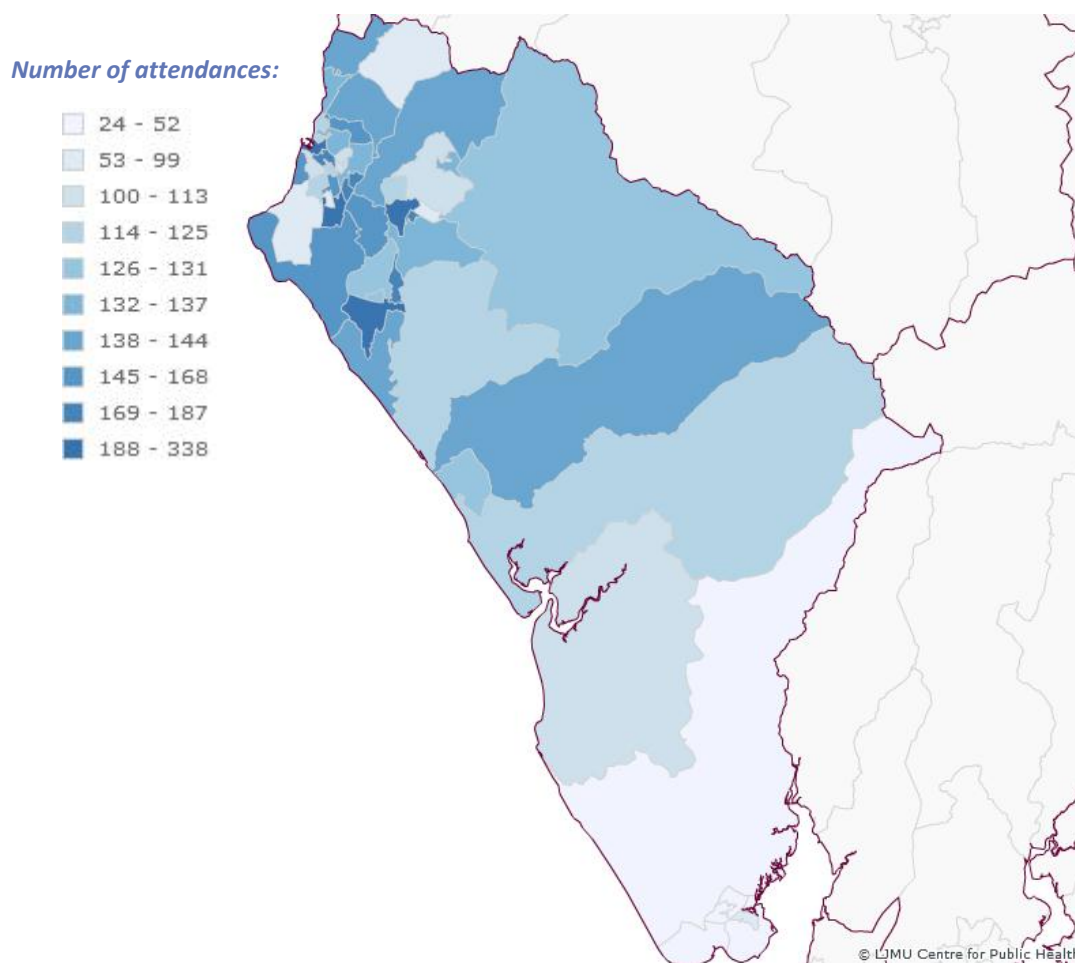 Number of attendances:
24 - 52
53 - 99
100 - 113
114 - 125
126 - 131
132 - 137
138 - 144
145 - 168
169 - 187
188 - 338
© LJMU Centre for Public Health